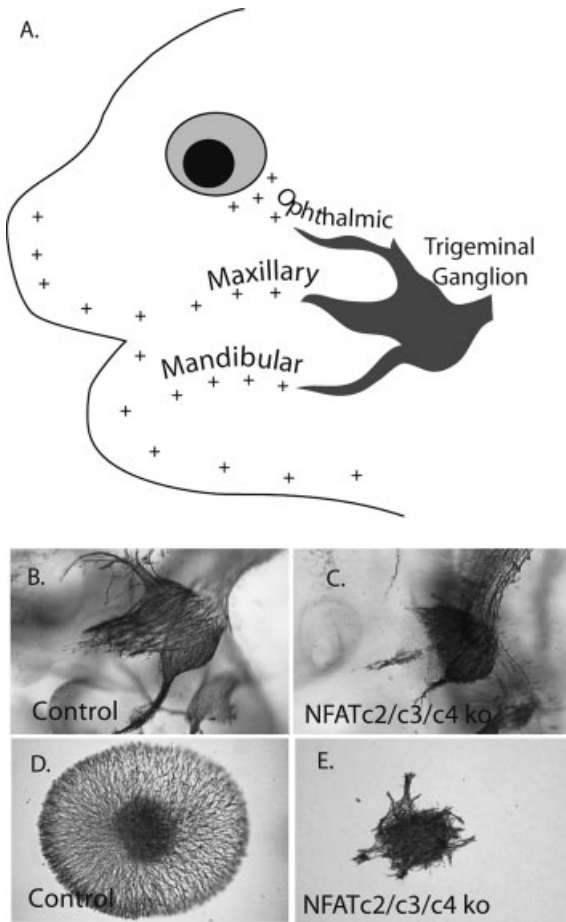 A.
Ophthalmic
Trigeminal
Ganglion
Maxillary
Mandibular
B.
Control
C.
NFATc2/c3/c4 ko
D.
Control
E.
NFATc2/c3/c4 ko